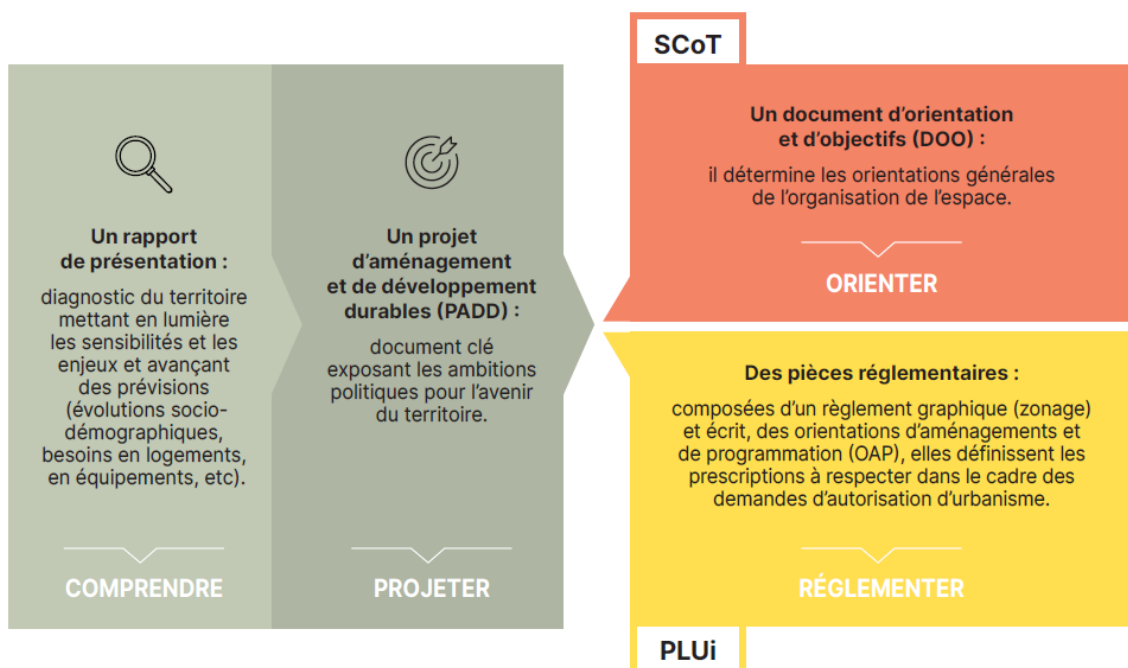 Un rapport
de présentation :
diagnostic du territoire
mettant en lumière
les sensibilités et les
enjeux et avançant
des prévisions
(évolutions socio-
démographiques,
besoins en logements,
en équipements, etc).
COMPRENDRE
Un projet
d’aménagement
et de développement
durables (PADD) :
document clé
exposant les ambitions
politiques pour l’avenir
du territoire.
PROJETER
SCoT
Un document d’orientation
et d’objectifs (DOO) :
il détermine les orientations générales
de l’organisation de l’espace.
ORIENTER
Des pièces réglementaires :
composées d’un règlement graphique (zonage)
et écrit, des orientations d’aménagements et
de programmation (OAP), elles définissent les
prescriptions à respecter dans le cadre des
demandes d’autorisation d’urbanisme.
RÉGLEMENTER
PLUi